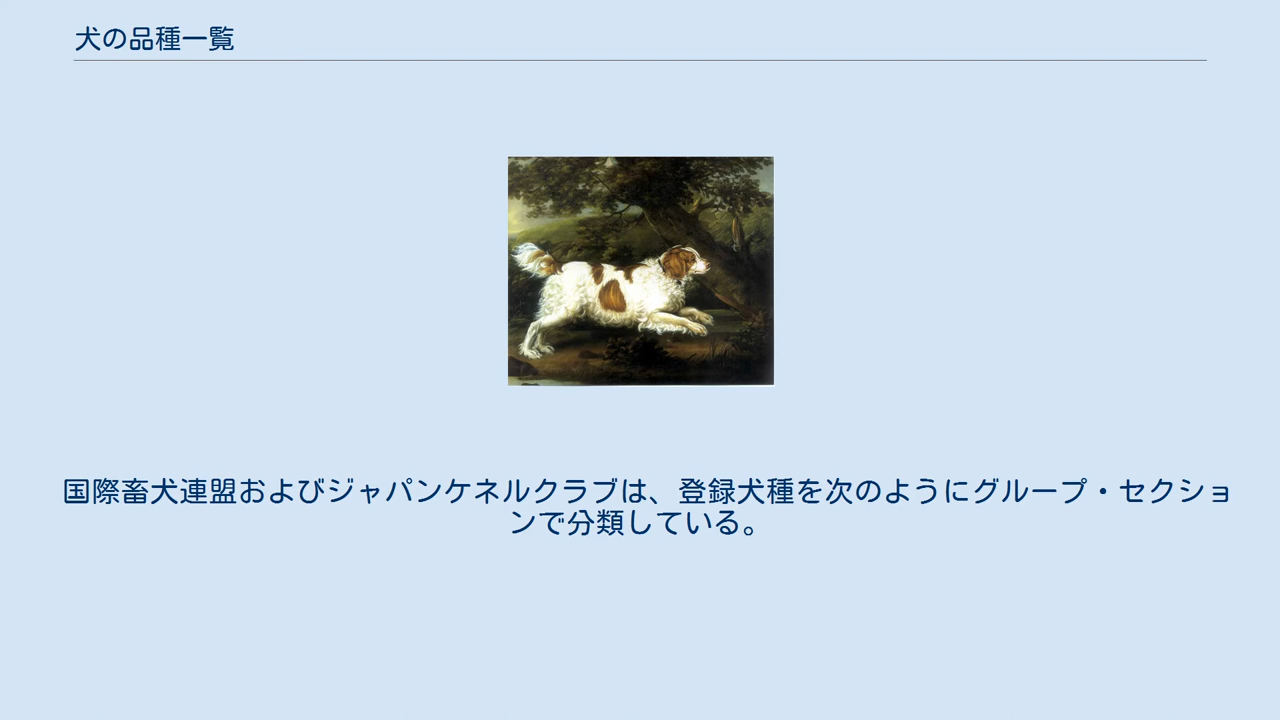 犬の品種一覧
国際畜犬連盟およびジャパンケネルクラブは、登録犬種を次のようにグループ・セクショ
ンで分類している。